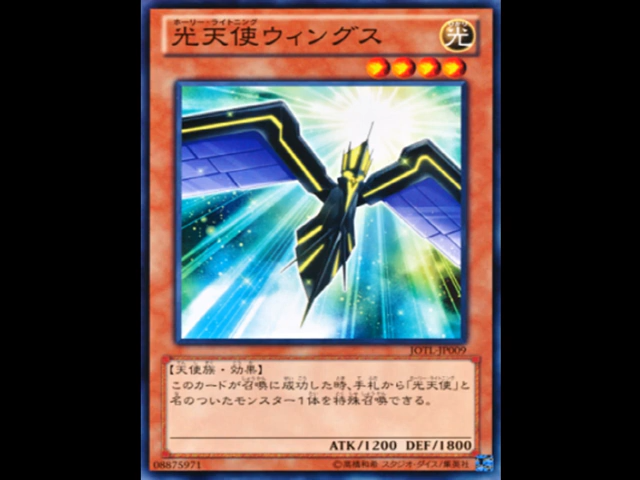 ホーリー・ライトニング
光天使ウィングス
光
JOTL-JP009
【天使族・効果】
このカードが召喚に成功した時、手札から「光天使」と
名のついたモンスター1体を特殊召喚できる。
ATK/1200 DEF/1800
08875971
©高橋和希 スタジオ・ダイス/集英社